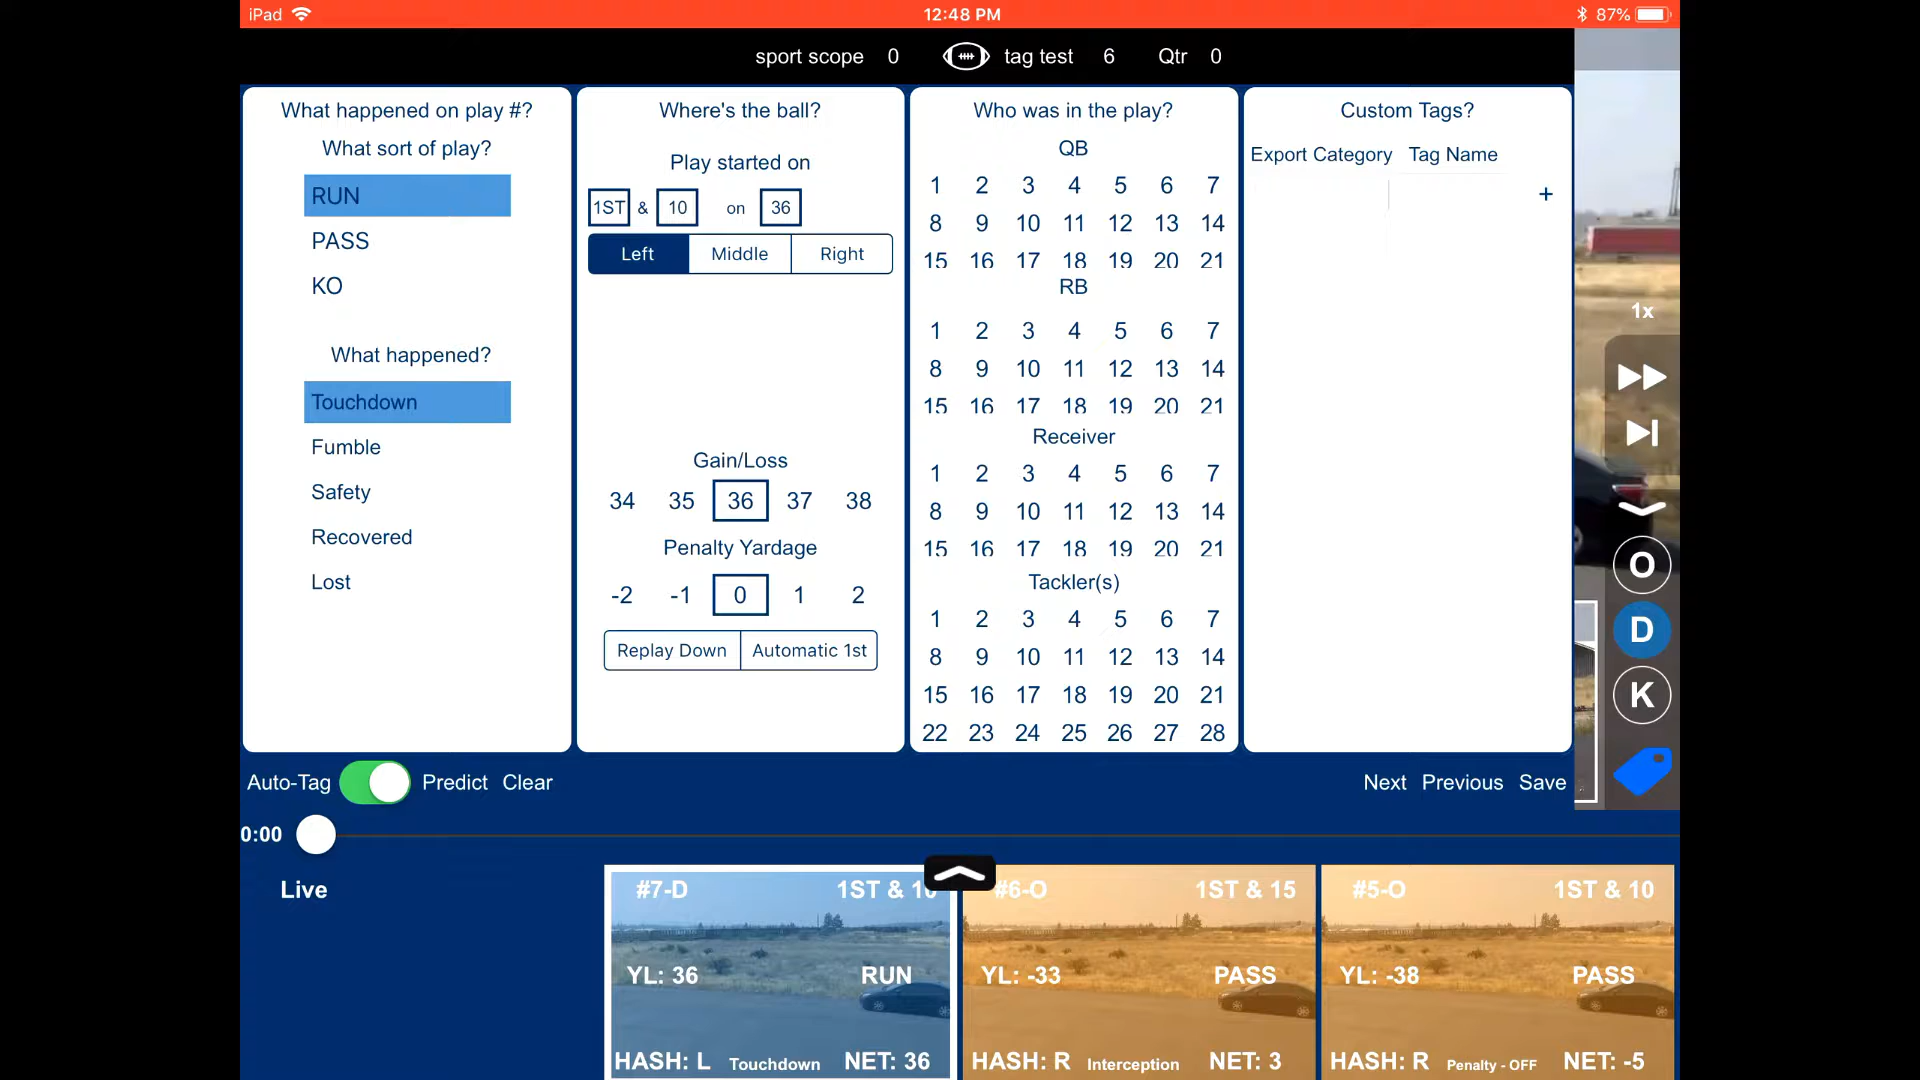 iPad 12:48 PM 87%
sport scope 0 tag test 6 Qtr 0
What happened on play #?
What sort of play?
RUN
PASS
KO
What happened?
Touchdown
Fumble
Safety
Recovered
Lost
Where's the ball?
Play started on
1ST & 10 on 36
Left Middle Right
Gain/Loss
34 35 36 37 38
Penalty Yardage
-2 -1 0 1 2
Replay Down Automatic 1st
Who was in the play?
QB
1 2 3 4 5 6 7
8 9 10 11 12 13 14
15 16 17 18 19 20 21
RB
1 2 3 4 5 6 7
8 9 10 11 12 13 14
15 16 17 18 19 20 21
Receiver
1 2 3 4 5 6 7
8 9 10 11 12 13 14
15 16 17 18 19 20 21
Tackler(s)
1 2 3 4 5 6 7
8 9 10 11 12 13 14
15 16 17 18 19 20 21
22 23 24 25 26 27 28
Custom Tags?
Export Category Tag Name
+
1x
O
D
K
Auto-Tag Predict Clear Next Previous Save
0:00
Live
#7-D 1ST & 10
YL: 36 RUN
HASH: L Touchdown NET: 36
#6-O 1ST & 15
YL: -33 PASS
HASH: R Interception NET: 3
#5-O 1ST & 10
YL: -38 PASS
HASH: R Penalty - OFF NET: -5